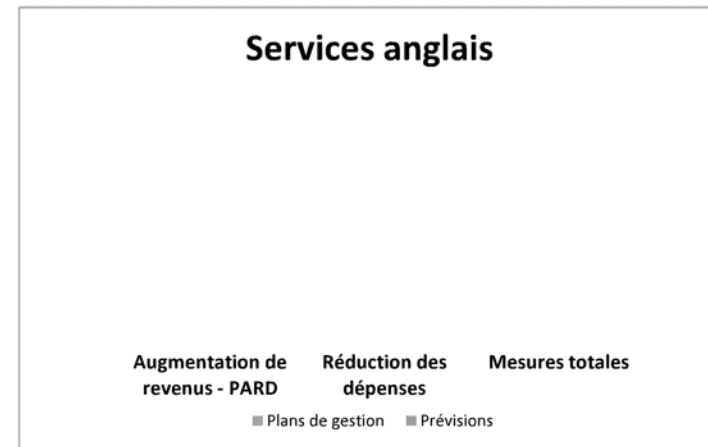 Services anglais
Augmentation de revenus - PARD
Réduction des dépenses
Mesures totales
Plans de gestion
Prévisions